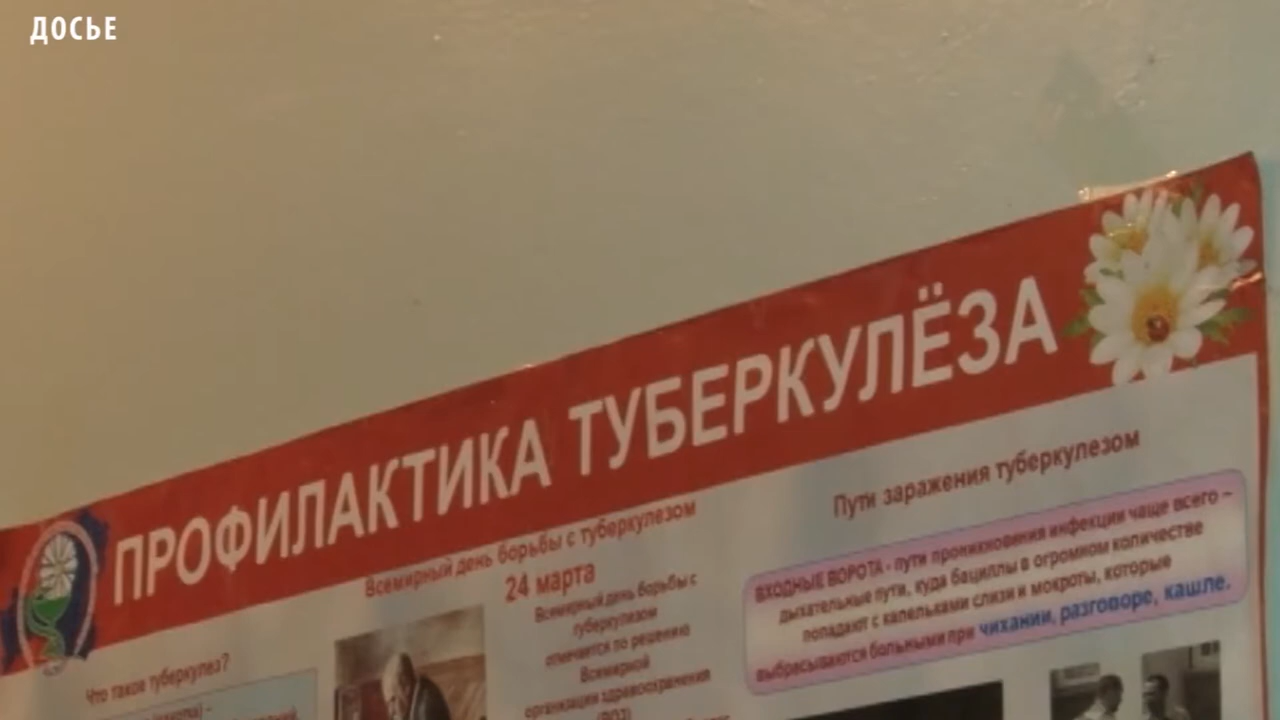 ДОСЬЕ
ПРОФИЛАКТИКА ТУБЕРКУЛЁЗА
Что такое туберкулез?
Всемирный день борьбы с туберкулезом
24 марта
Всемирный день борьбы с
туберкулезом
отмечается по решению
Всемирной
организации здравоохранения
(ВОЗ)
Пути заражения туберкулезом
ВХОДНЫЕ ВОРОТА - пути проникновения инфекции чаще всего –
дыхательные пути, куда бациллы в огромном количестве
попадают с капельками слизи и мокроты, которые
выбрасываются больными при чихании, разговоре, кашле.